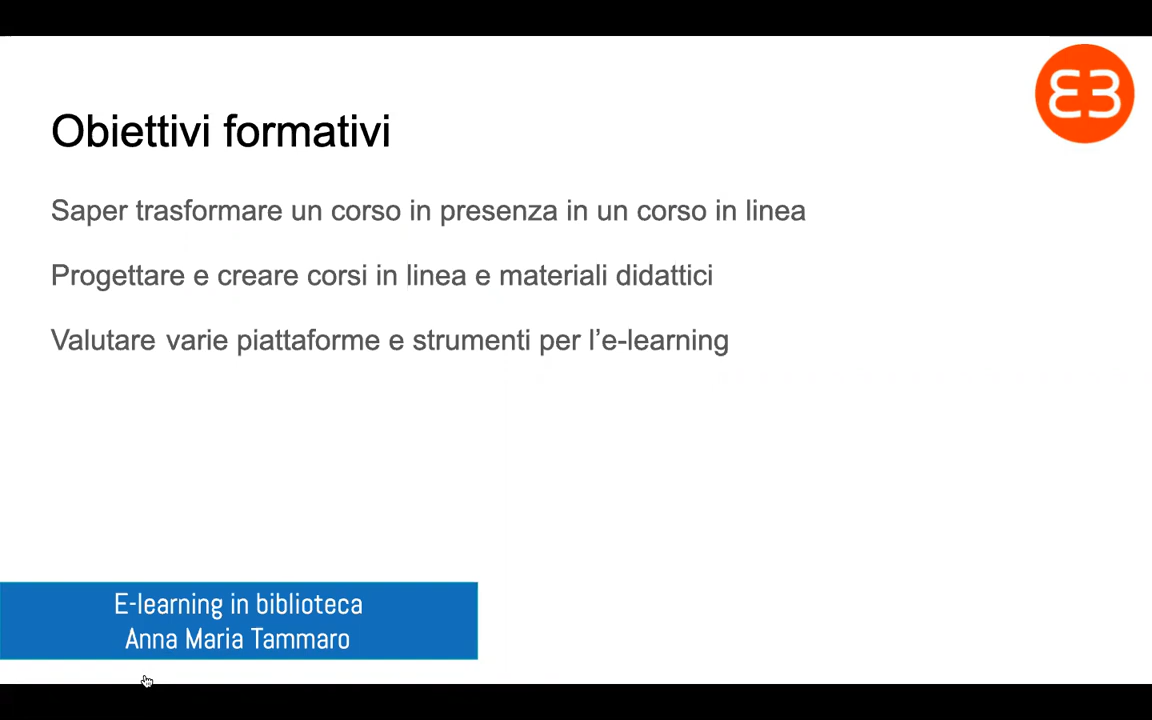 Obiettivi formativi
Saper trasformare un corso in presenza in un corso in linea
Progettare e creare corsi in linea e materiali didattici
Valutare varie piattaforme e strumenti per l’e-learning
E-learning in biblioteca
Anna Maria Tammaro